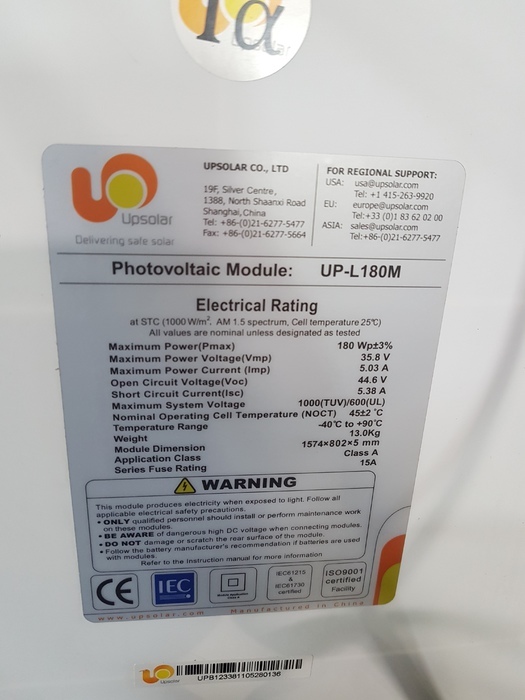 1a
Upsolar
Delivering safe solar
UPSOLAR CO., LTD
19F, Silver Centre,
1388, North Shaanxi Road
Shanghai,China
Tel: +86-(0)21-6277-5477
Fax: +86-(0)21-6277-5664
FOR REGIONAL SUPPORT:
USA: usa@upsolar.com
Tel: +1 415-263-9920
EU: europe@upsolar.com
Tel:+33 (0)1 83 62 02 00
ASIA: sales@upsolar.com
Tel:+86-(0)21-6277-5477
Photovoltaic Module: UP-L180M
Electrical Rating
at STC (1000 W/m², AM 1.5 spectrum, Cell temperature 25℃)
All values are nominal unless designated as tested
Maximum Power(Pmax) 180 Wp±3%
Maximum Power Voltage(Vmp) 35.8 V
Maximum Power Current (Imp) 5.03 A
Open Circuit Voltage(Voc) 44.6 V
Short Circuit Current(Isc) 5.38 A
Maximum System Voltage 1000(TUV)/600(UL)
Nominal Operating Cell Temperature (NOCT) 45±2 ℃
Temperature Range -40℃ to +90℃
Weight 13.0Kg
Module Dimension 1574×802×5 mm
Application Class Class A
Series Fuse Rating 15A
WARNING
This module produces electricity when exposed to light. Follow all
applicable electrical safety precautions.
• ONLY qualified personnel should install or perform maintenance work
on these modules.
• BE AWARE of dangerous high DC voltage when connecting modules.
• DO NOT damage or scratch the rear surface of the module.
• Follow the battery manufacturer's recommendation if batteries are used
with modules.
Refer to the Instruction manual for more information
CE
IEC
IEC61215
&
IEC61730
certified
ISO9001
certified
Facility
www.upsolar.com Manufactured in China
Upsolar
UPB123381105280136